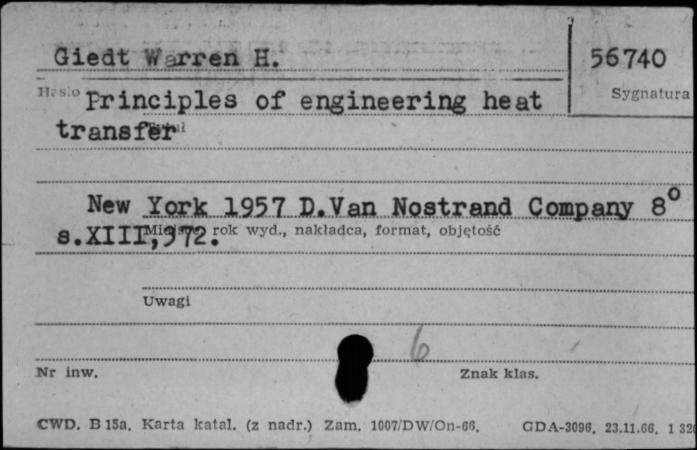 Giedt Warren H.
56740
Hasło
Sygnatura
Principles of engineering heat
transfer
New York 1957 D.Van Nostrand Company 8°
s.XIII,372.
rok wyd., nakładca, format, objętość
Uwagi
6
Nr inw.
Znak klas.
CWD. B 15a. Karta katal. (z nadr.) Zam. 1007/DW/On-66. GDA-3096. 23.11.66. 1 320